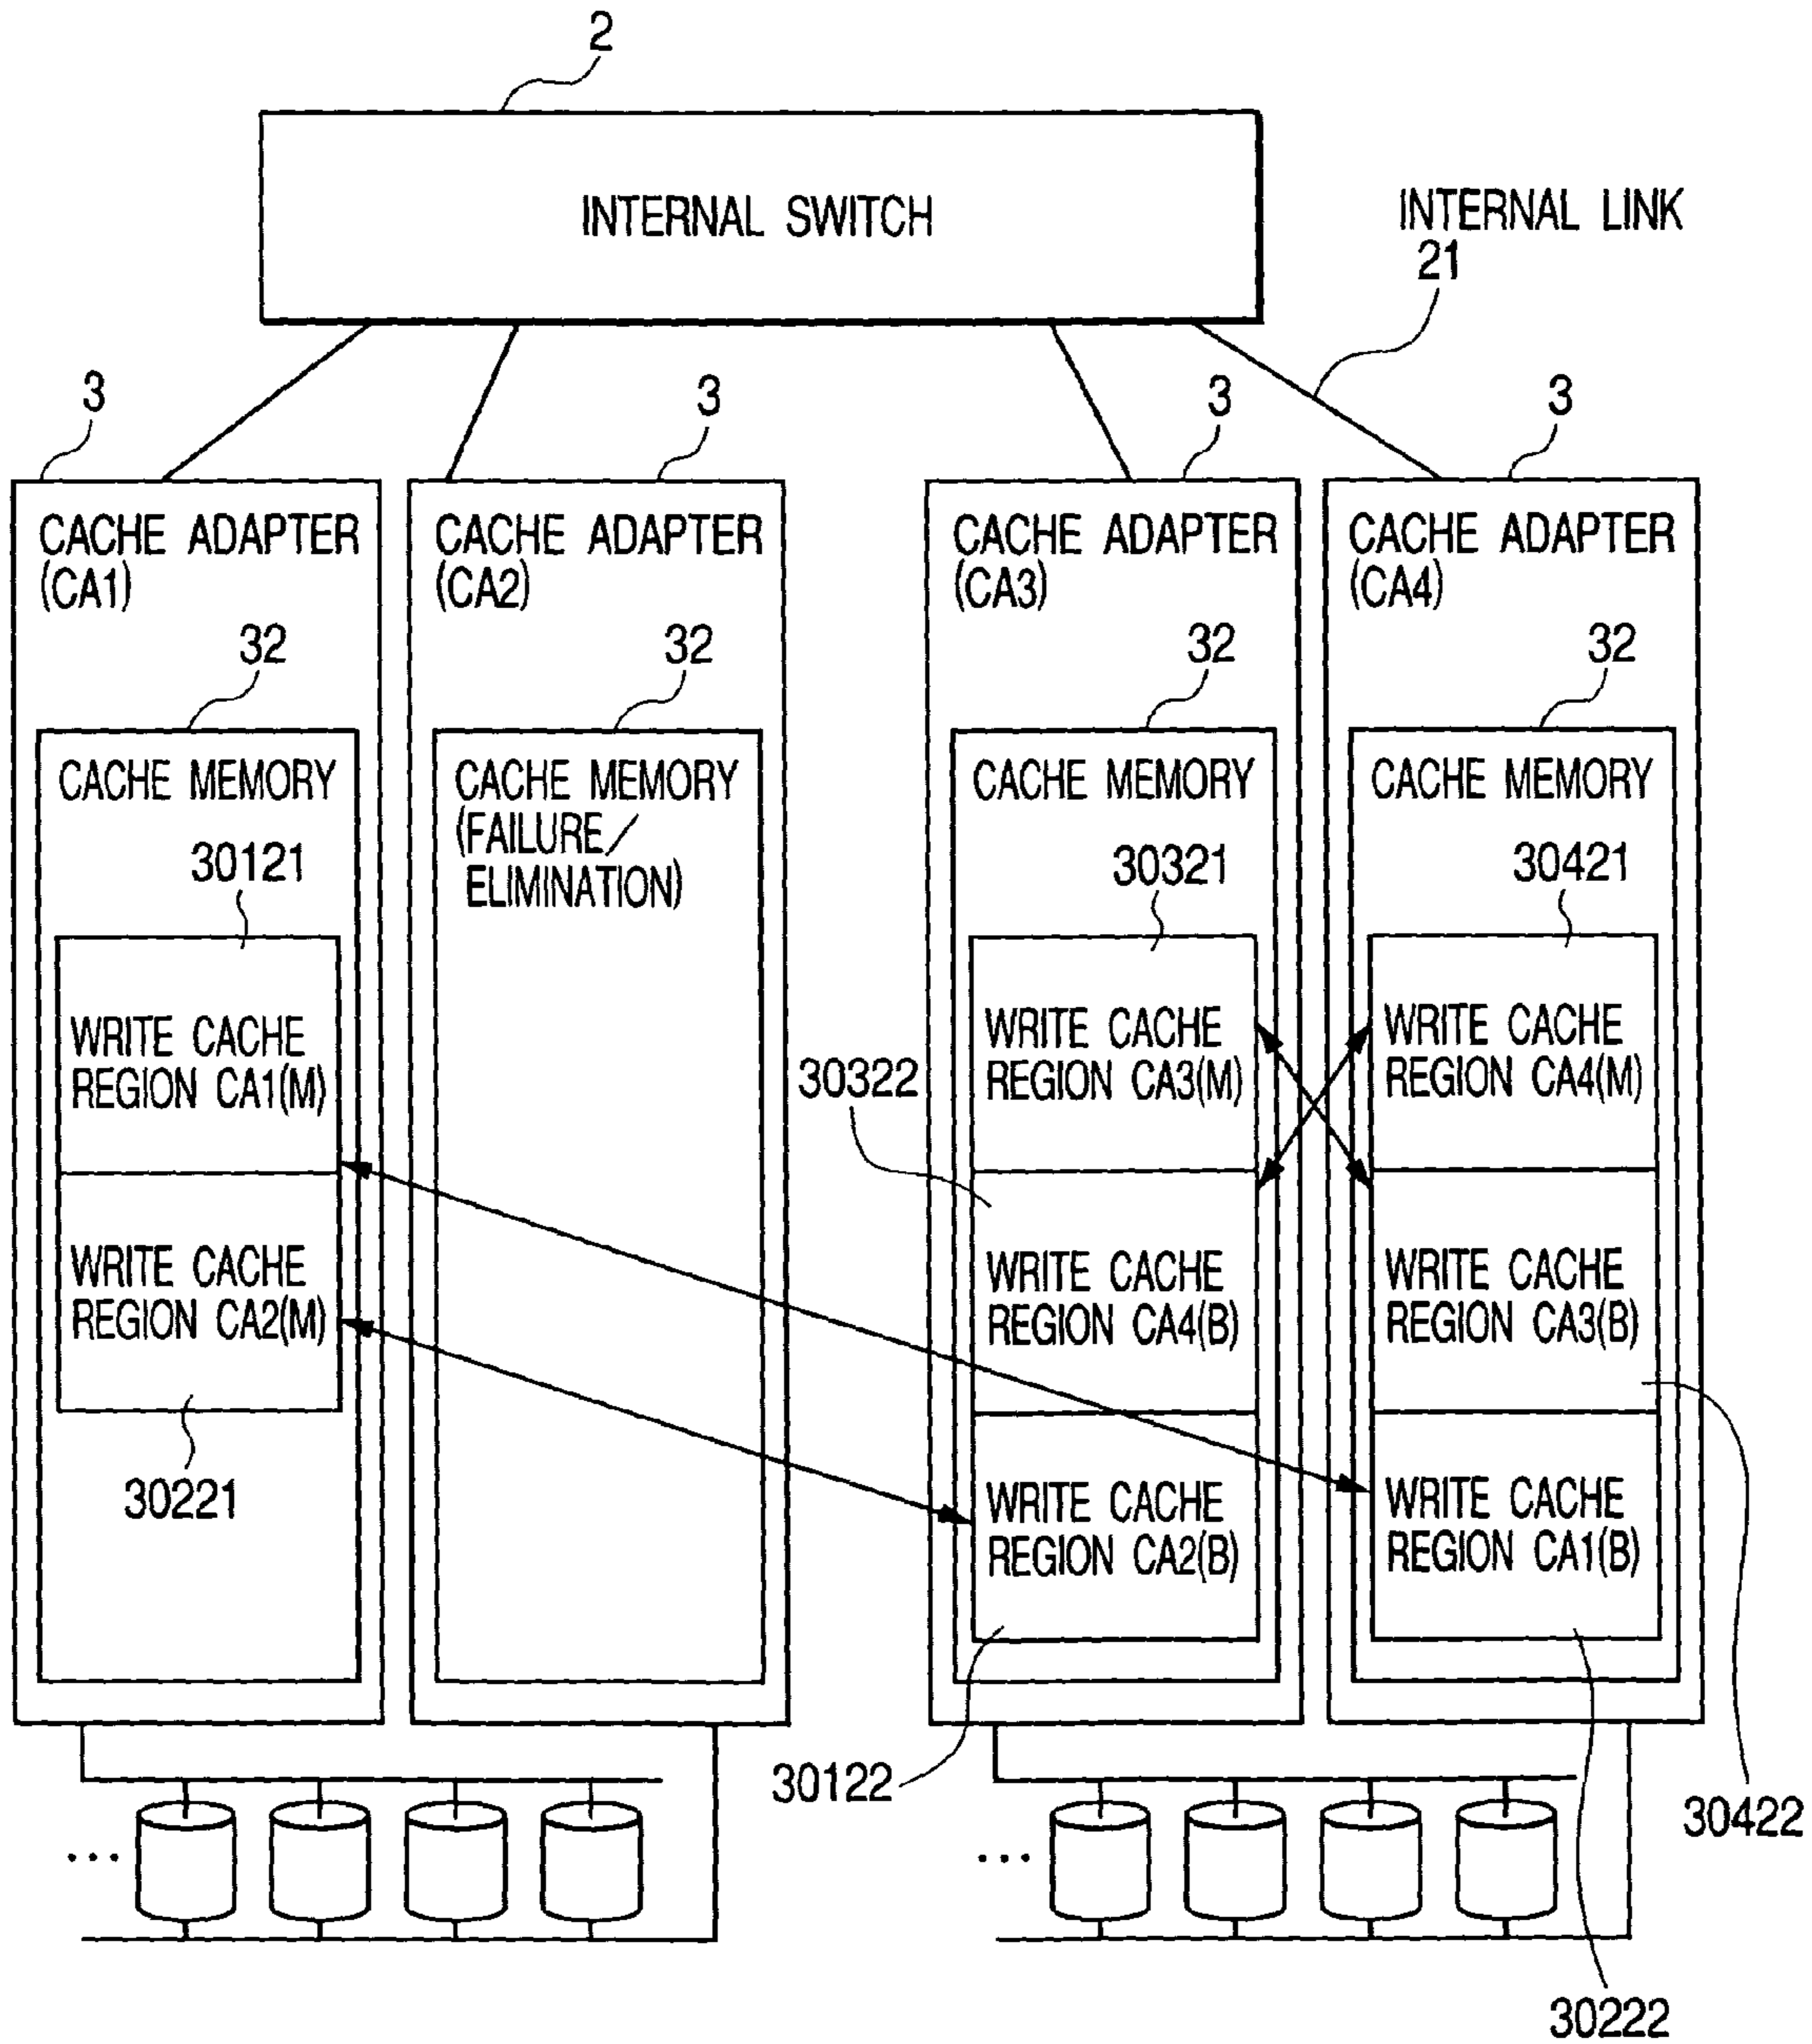 2
INTERNAL SWITCH
INTERNAL LINK
21
3
3
3
3
CACHE ADAPTER
(CA1)
CACHE ADAPTER
(CA2)
CACHE ADAPTER
(CA3)
CACHE ADAPTER
(CA4)
32
32
32
32
CACHE MEMORY
CACHE MEMORY
(FAILURE/
ELIMINATION)
CACHE MEMORY
CACHE MEMORY
30121
30321
30421
WRITE CACHE
REGION CA1(M)
WRITE CACHE
REGION CA3(M)
WRITE CACHE
REGION CA4(M)
30322
WRITE CACHE
REGION CA2(M)
WRITE CACHE
REGION CA4(B)
WRITE CACHE
REGION CA3(B)
30221
WRITE CACHE
REGION CA2(B)
WRITE CACHE
REGION CA1(B)
30122
30422
...
...
30222